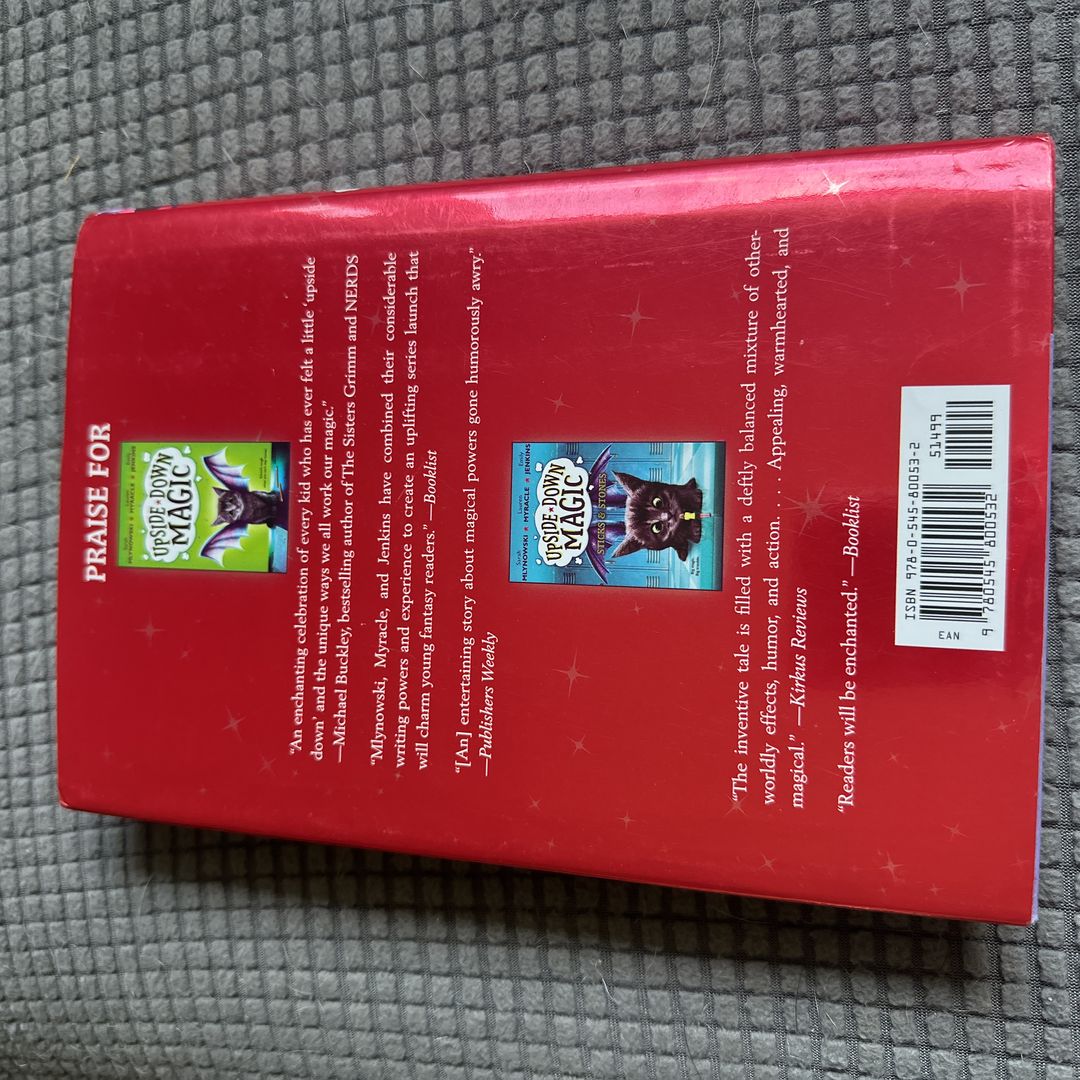 PRAISE FOR
Sarah Lauren Emily
MLYNOWSKI ★ MYRACLE ★ JENKINS
UPSIDE★DOWN
MAGIC
“An enchanting celebration of every kid who has ever felt a little ‘upside
down’ and the unique ways we all work our magic.”
—Michael Buckley, bestselling author of The Sisters Grimm and NERDS
“Mlynowski, Myracle, and Jenkins have combined their considerable
writing powers and experience to create an uplifting series launch that
will charm young fantasy readers.” —Booklist
“[An] entertaining story about magical powers gone humorously awry.”
—Publishers Weekly
Sarah Lauren Emily
MLYNOWSKI ★ MYRACLE ★ JENKINS
UPSIDE★DOWN
MAGIC
STICKS & STONES
“The inventive tale is filled with a deftly balanced mixture of other-
worldly effects, humor, and action. . . . Appealing, warmhearted, and
magical.” —Kirkus Reviews
“Readers will be enchanted.” —Booklist
ISBN 978-0-545-80053-2
51499
EAN
9 780545 800532